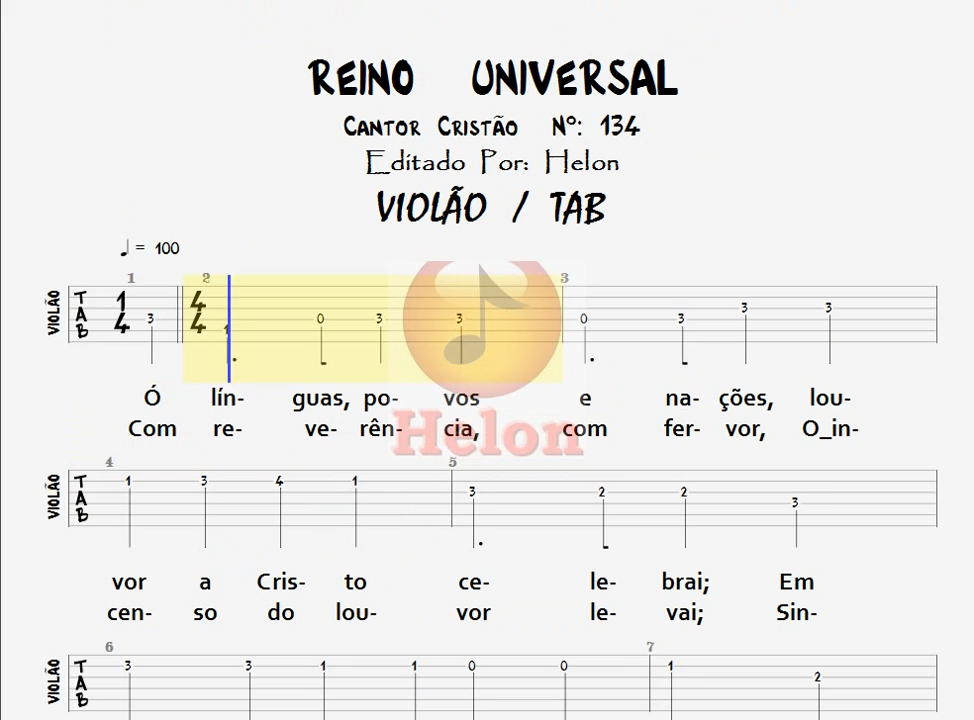 REINO UNIVERSAL
CANTOR CRISTÃO Nº: 134
Editado Por: Helon
VIOLÃO / TAB
♩ = 100
1 2 3
VIOLÃO TAB 1/4 3 4/4 1 0 3 3 0 3 3 3
Ó lín- guas, po- vos e na- ções, lou-
Com re- ve- rên- cia, com fer- vor, O_in-
Helon
4 5
VIOLÃO TAB 1 3 4 1 3 2 2 3
vor a Cris- to ce- le- brai; Em
cen- so do lou- vor le- vai; Sin-
6 7
VIOLÃO TAB 3 3 1 1 0 0 1 2